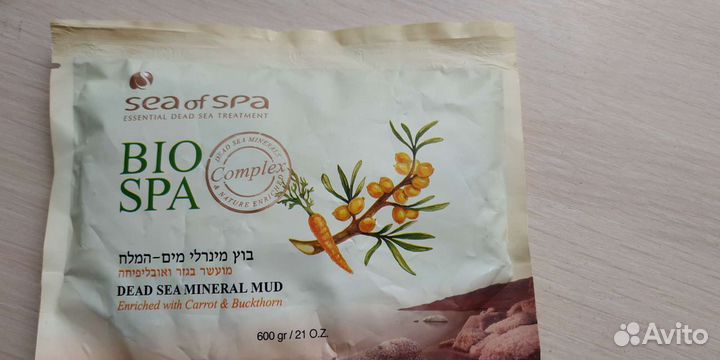 sea of spa
ESSENTIAL DEAD SEA TREATMENT
BIO
SPA
DEAD SEA MINERALS
Complex
& NATURE ENRICHED
בוץ מינרלי מים-המלח
מועשר בגזר ואובליפיחה
DEAD SEA MINERAL MUD
Enriched with Carrot & Buckthorn
600 gr / 21 O.Z.
Avito